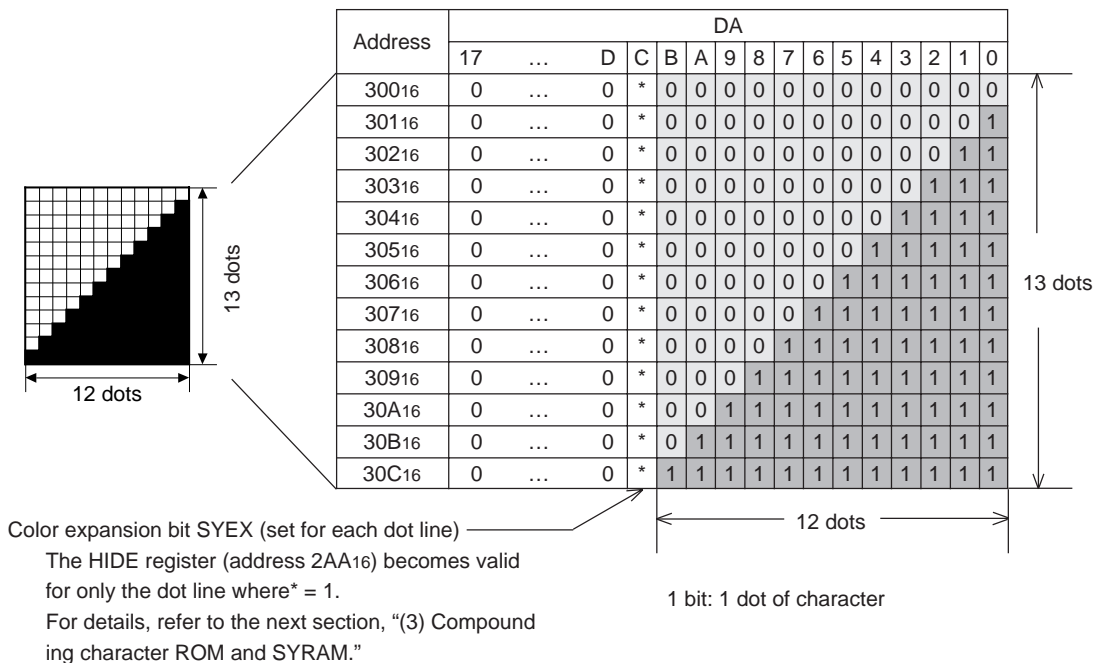 Address DA
17 … D C B A 9 8 7 6 5 4 3 2 1 0
30016 0 … 0 * 0 0 0 0 0 0 0 0 0 0 0 0
30116 0 … 0 * 0 0 0 0 0 0 0 0 0 0 0 1
30216 0 … 0 * 0 0 0 0 0 0 0 0 0 0 1 1
30316 0 … 0 * 0 0 0 0 0 0 0 0 0 1 1 1
30416 0 … 0 * 0 0 0 0 0 0 0 0 1 1 1 1
30516 0 … 0 * 0 0 0 0 0 0 0 1 1 1 1 1
30616 0 … 0 * 0 0 0 0 0 0 1 1 1 1 1 1
30716 0 … 0 * 0 0 0 0 0 1 1 1 1 1 1 1
30816 0 … 0 * 0 0 0 0 1 1 1 1 1 1 1 1
30916 0 … 0 * 0 0 0 1 1 1 1 1 1 1 1 1
30A16 0 … 0 * 0 0 1 1 1 1 1 1 1 1 1 1
30B16 0 … 0 * 0 1 1 1 1 1 1 1 1 1 1 1
30C16 0 … 0 * 1 1 1 1 1 1 1 1 1 1 1 1
13 dots
12 dots
13 dots
12 dots
Color expansion bit SYEX (set for each dot line)
The HIDE register (address 2AA16) becomes valid
for only the dot line where* = 1.
For details, refer to the next section, “(3) Compound
ing character ROM and SYRAM.”
1 bit: 1 dot of character